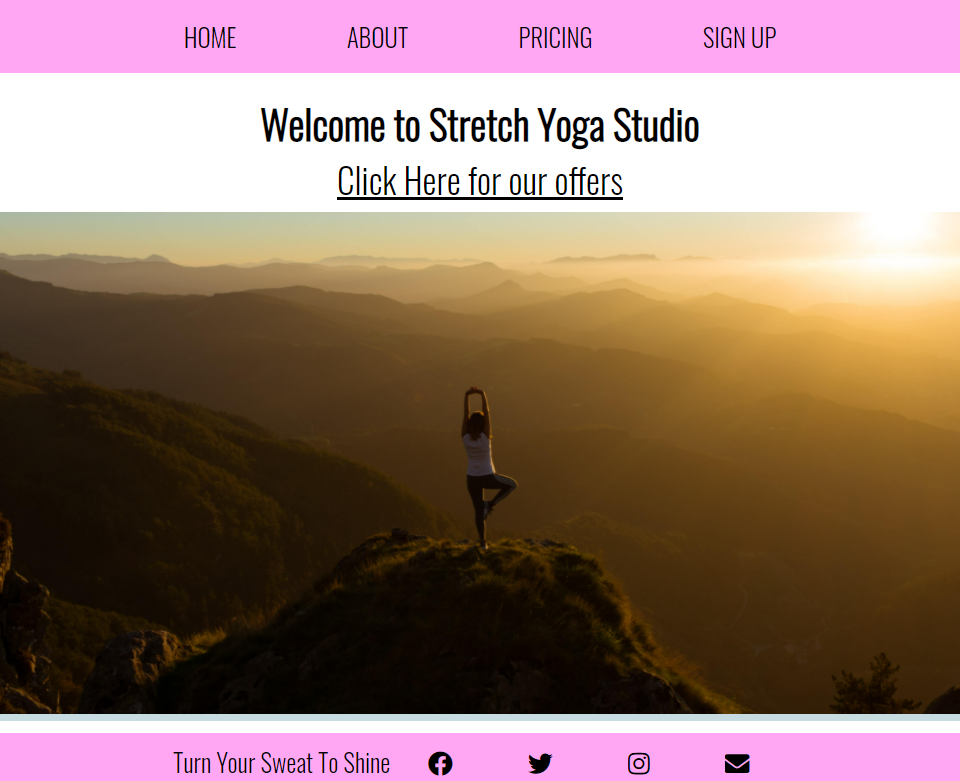 HOME ABOUT PRICING SIGN UP
Welcome to Stretch Yoga Studio
Click Here for our offers
Turn Your Sweat To Shine